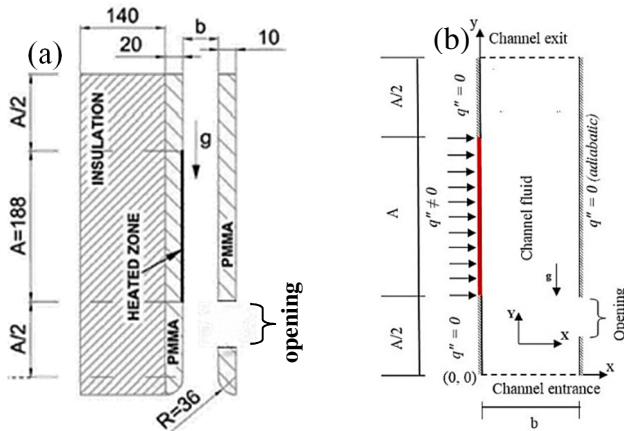 (a)
140
b
20
10
A/2
A=188
A/2
INSULATION
HEATED ZONE
g
PMMA
PMMA
opening
R=36
(b)
y
Channel exit
A/2
q″ = 0
A
q″ ≠ 0
Channel fluid
q″ = 0 (adiabatic)
g
A/2
q″ = 0
Y
X
Opening
(0, 0)
x
Channel entrance
b